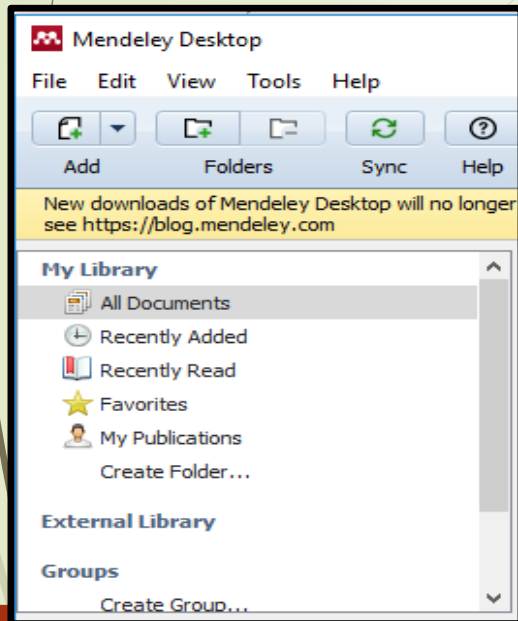 Mendeley Desktop
File Edit View Tools Help
Add Folders Sync Help
New downloads of Mendeley Desktop will no longer
see https://blog.mendeley.com
My Library
All Documents
Recently Added
Recently Read
Favorites
My Publications
Create Folder...
External Library
Groups
Create Group...